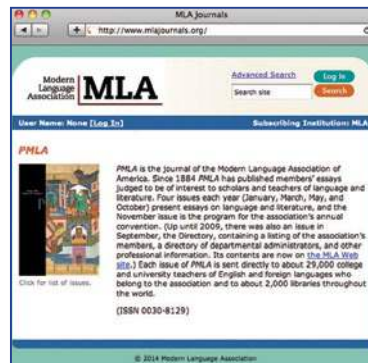 MLA Journals
http://www.mlajournals.org/
Modern
Language
Association
MLA
Advanced Search
Log In
Search site
Search
User Name: None [Log In]
Subscribing Institution: MLA
PMLA
PMLA is the journal of the Modern Language Association of
America. Since 1884 PMLA has published members' essays
judged to be of interest to scholars and teachers of language and
literature. Four issues each year (January, March, May, and
October) present essays on language and literature, and the
November issue is the program for the association's annual
convention. (Up until 2009, there was also an issue in
September, the Directory, containing a listing of the association's
members, a directory of departmental administrators, and other
professional information. Its contents are now on the MLA Web
site.) Each issue of PMLA is sent directly to about 29,000 college
and university teachers of English and foreign languages who
belong to the association and to about 2,000 libraries throughout
the world.
(ISSN 0030-8129)
Click for list of issues.
© 2014 Modern Language Association